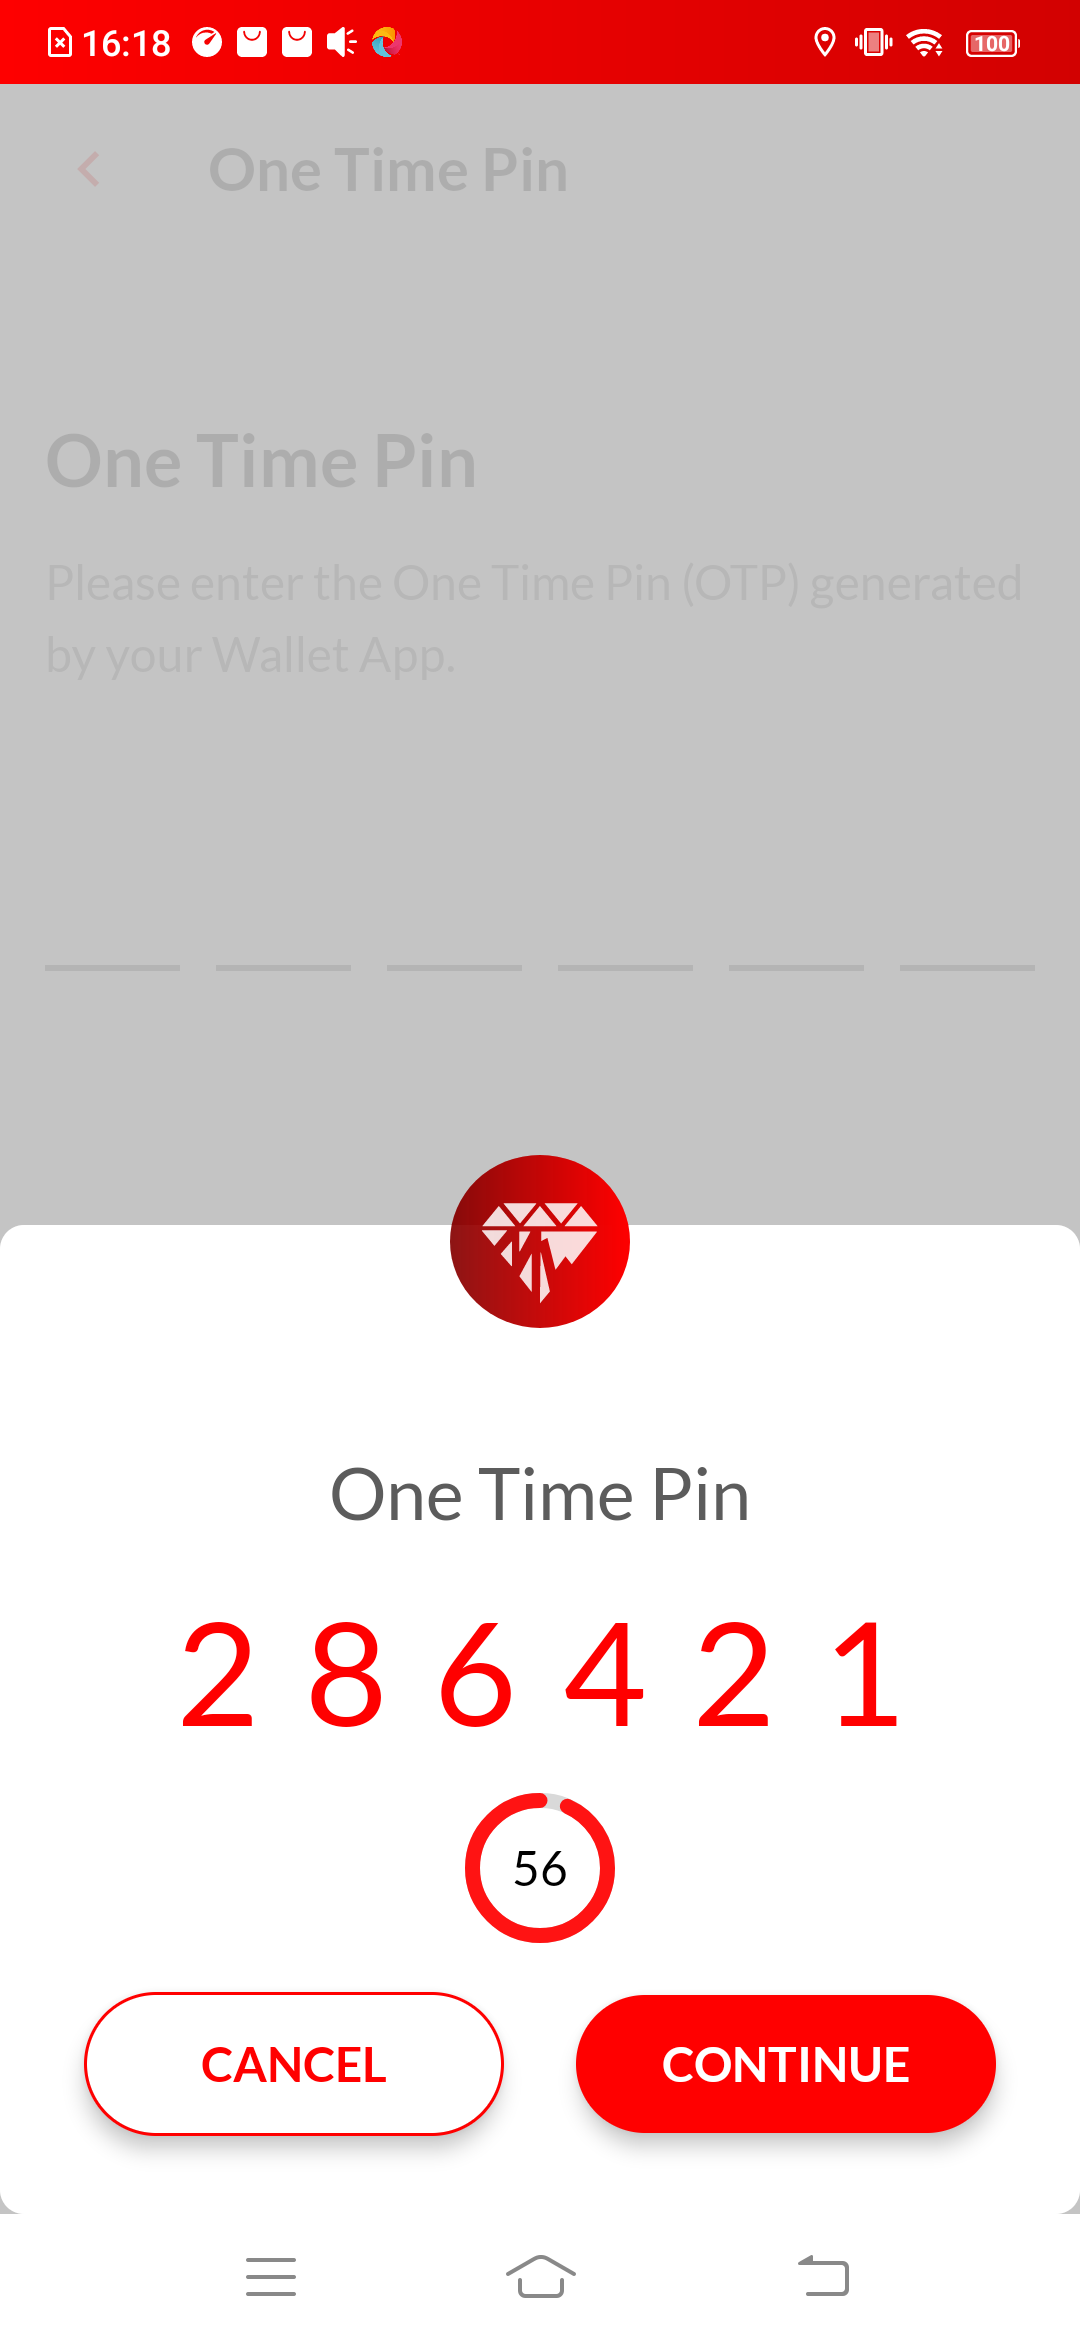 16:18
100
One Time Pin
One Time Pin
Please enter the One Time Pin (OTP) generated
by your Wallet App.
One Time Pin
2 8 6 4 2 1
56
CANCEL
CONTINUE